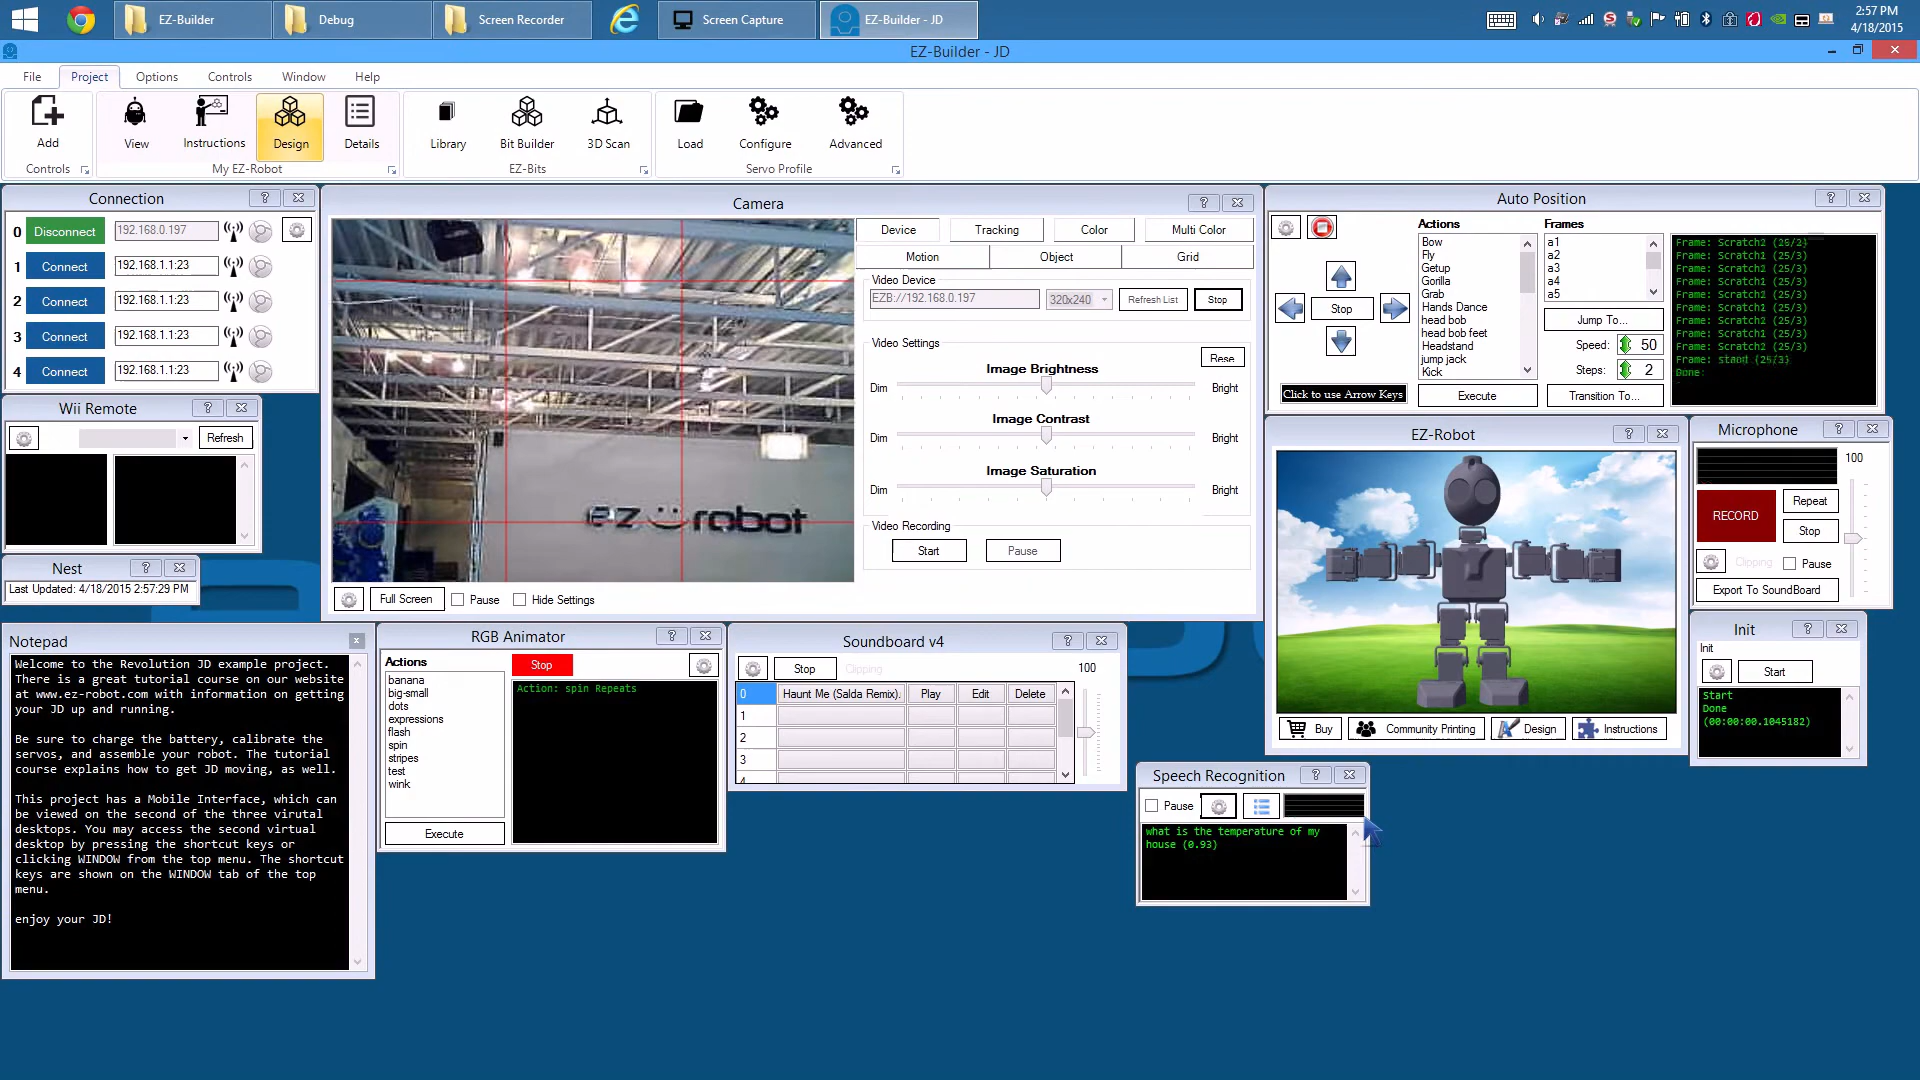 EZ-Builder
Debug
Screen Recorder
Screen Capture
EZ-Builder - JD
2:57 PM
4/18/2015
EZ-Builder - JD
File
Project
Options
Controls
Window
Help
Add
View
Instructions
Design
Details
Library
Bit Builder
3D Scan
Load
Configure
Advanced
Controls
My EZ-Robot
EZ-Bits
Servo Profile
Connection
0 Disconnect 192.168.0.197
1 Connect 192.168.1.1:23
2 Connect 192.168.1.1:23
3 Connect 192.168.1.1:23
4 Connect 192.168.1.1:23
Wii Remote
Refresh
Nest
Last Updated: 4/18/2015 2:57:29 PM
Camera
ez robot
Device
Tracking
Color
Multi Color
Motion
Object
Grid
Video Device
EZB://192.168.0.197
320x240
Refresh List
Stop
Video Settings
Rese
Image Brightness
Dim
Bright
Image Contrast
Dim
Bright
Image Saturation
Dim
Bright
Video Recording
Start
Pause
Full Screen
Pause
Hide Settings
Auto Position
Stop
Click to use Arrow Keys
Actions
Bow
Fly
Getup
Gorilla
Grab
Hands Dance
head bob
head bob feet
Headstand
jump jack
Kick
Execute
Frames
a1
a2
a3
a4
a5
Jump To...
Speed: 50
Steps: 2
Transition To...
Frame: Scratch2 (25/3)
Frame: Scratch1 (25/3)
Frame: Scratch2 (25/3)
Frame: Scratch1 (25/3)
Frame: Scratch2 (25/3)
Frame: Scratch1 (25/3)
Frame: Scratch2 (25/3)
Frame: Scratch1 (25/3)
Frame: Scratch2 (25/3)
Frame: start (25/3)
Done:
EZ-Robot
Buy
Community Printing
Design
Instructions
Microphone
100
RECORD
Repeat
Stop
Clipping
Pause
Export To SoundBoard
Init
Init
Start
Start
Done
(00:00:00.1045182)
Notepad
Welcome to the Revolution JD example project.
There is a great tutorial course on our website
at www.ez-robot.com with information on getting
your JD up and running.
Be sure to charge the battery, calibrate the
servos, and assemble your robot. The tutorial
course explains how to get JD moving, as well.
This project has a Mobile Interface, which can
be viewed on the second of the three virutal
desktops. You may access the second virtual
desktop by pressing the shortcut keys or
clicking WINDOW from the top menu. The shortcut
keys are shown on the WINDOW tab of the top
menu.
enjoy your JD!
RGB Animator
Actions
banana
big-small
dots
expressions
flash
spin
stripes
test
wink
Execute
Stop
Action: spin Repeats
Soundboard v4
Stop
Clipping
100
0 Haunt Me (Salda Remix). Play Edit Delete
1
2
3
4
Speech Recognition
Pause
what is the temperature of my
house (0.93)